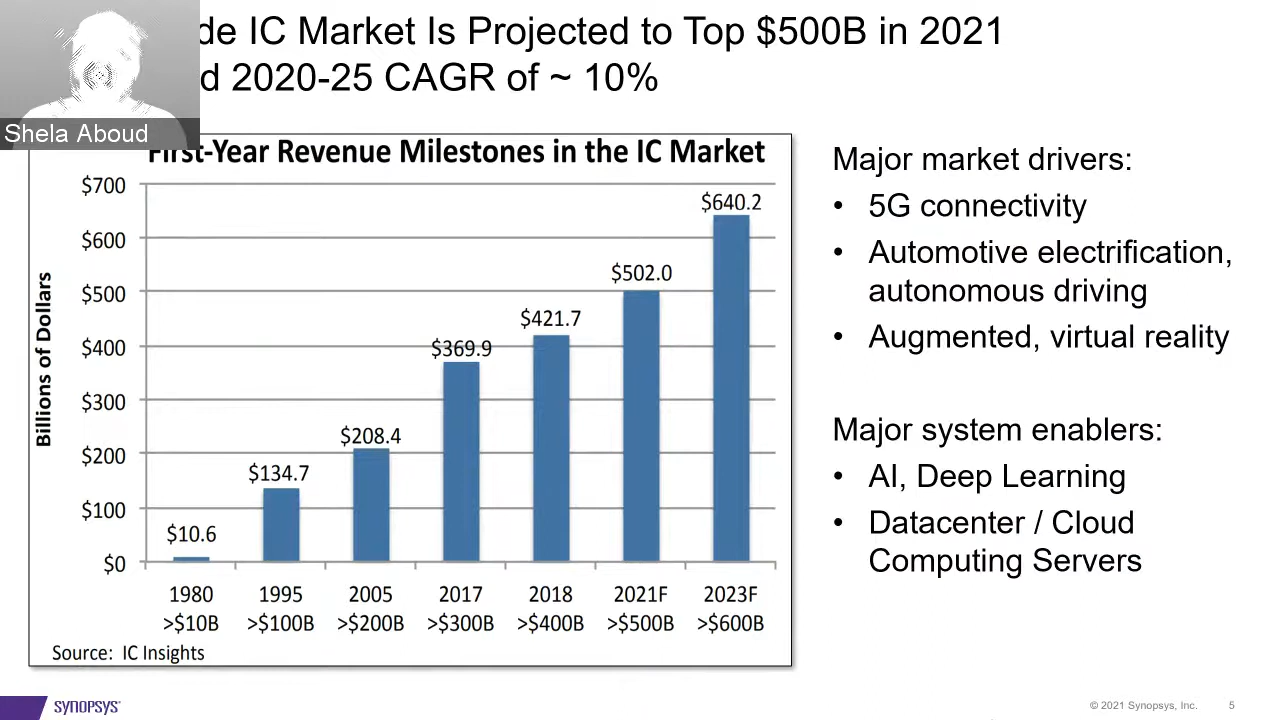 de IC Market Is Projected to Top $500B in 2021
d 2020-25 CAGR of ~ 10%
Shela Aboud
First-Year Revenue Milestones in the IC Market
Billions of Dollars
$700
$600
$500
$400
$300
$200
$100
$0
$10.6
$134.7
$208.4
$369.9
$421.7
$502.0
$640.2
1980 1995 2005 2017 2018 2021F 2023F
>$10B >$100B >$200B >$300B >$400B >$500B >$600B
Source: IC Insights
Major market drivers:
• 5G connectivity
• Automotive electrification,
autonomous driving
• Augmented, virtual reality
Major system enablers:
• AI, Deep Learning
• Datacenter / Cloud
Computing Servers
SYNOPSYS®
© 2021 Synopsys, Inc. 5